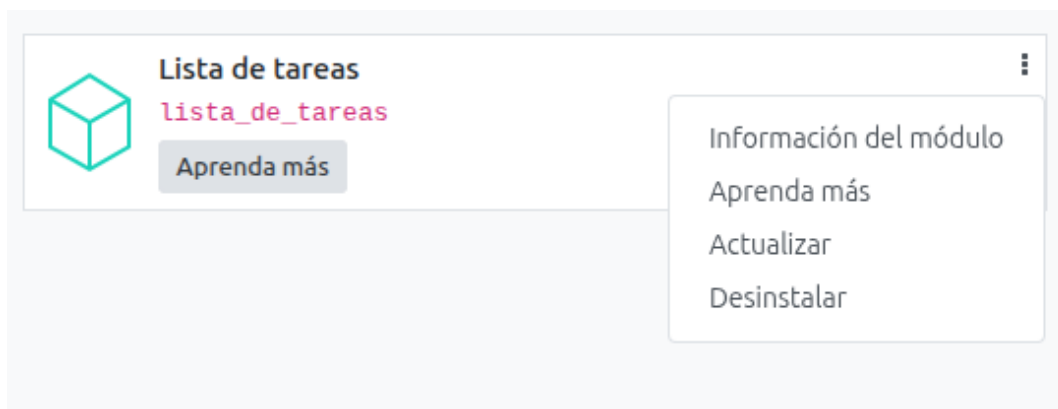 Lista de tareas
lista_de_tareas
Aprenda más
Información del módulo
Aprenda más
Actualizar
Desinstalar